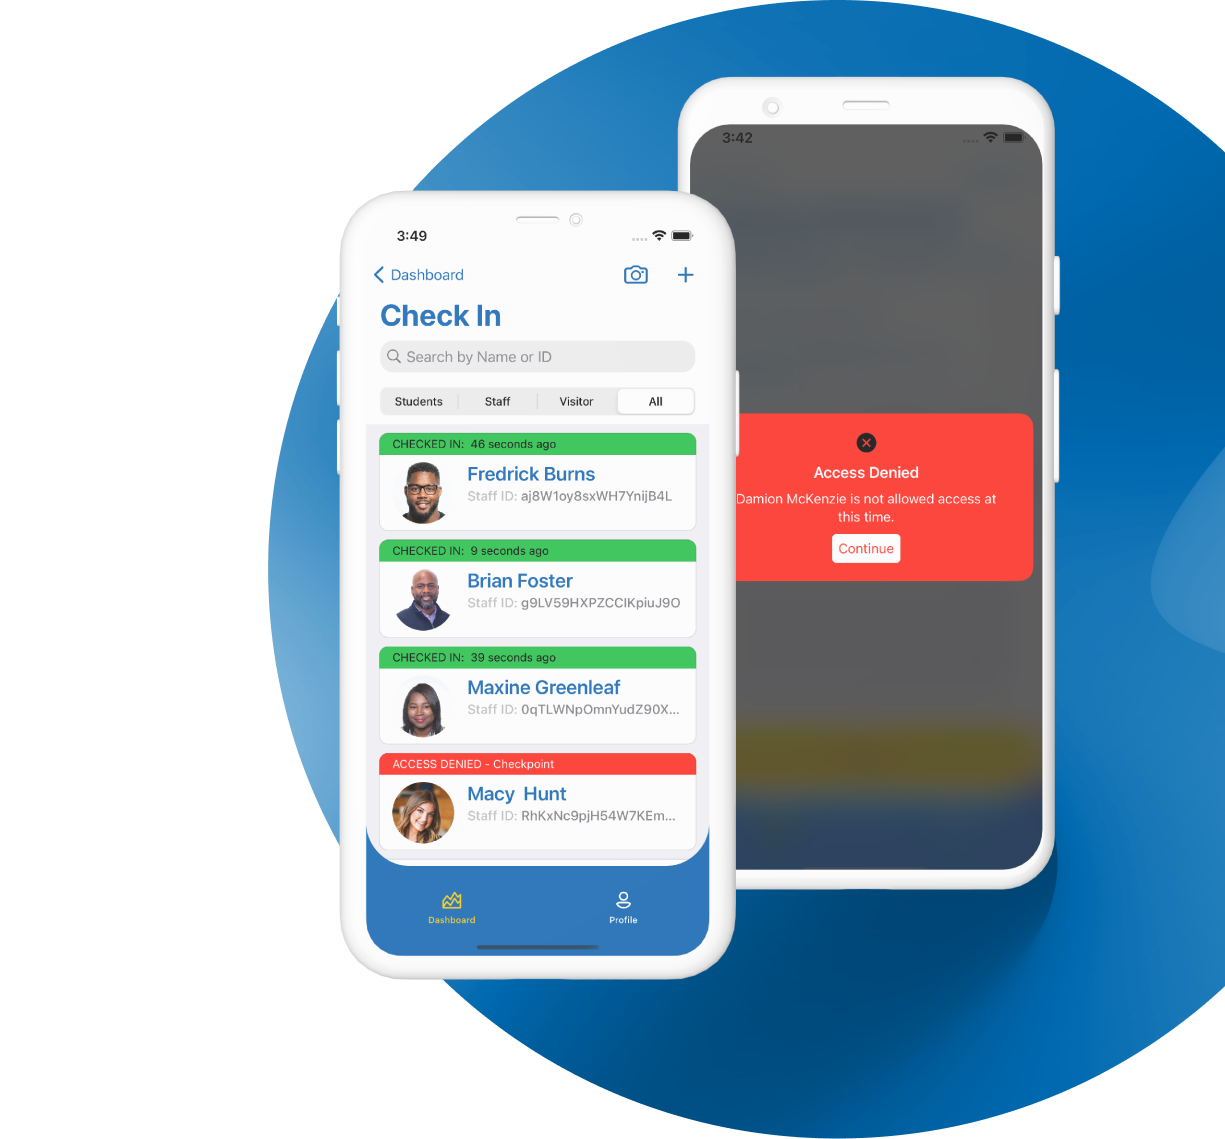 3:49
Dashboard
Check In
Search by Name or ID
Students Staff Visitor All
CHECKED IN: 46 seconds ago
Fredrick Burns
Staff ID: aj8W1oy8sxWH7YnijB4L
CHECKED IN: 9 seconds ago
Brian Foster
Staff ID: g9LV59HXPZCCIKpiuJ9O
CHECKED IN: 39 seconds ago
Maxine Greenleaf
Staff ID: 0qTLWNpOmnYudZ90X...
ACCESS DENIED - Checkpoint
Macy Hunt
Staff ID: RhKxNc9pjH54W7KEm...
Dashboard
Profile
3:42
Access Denied
Damion McKenzie is not allowed access at
this time.
Continue